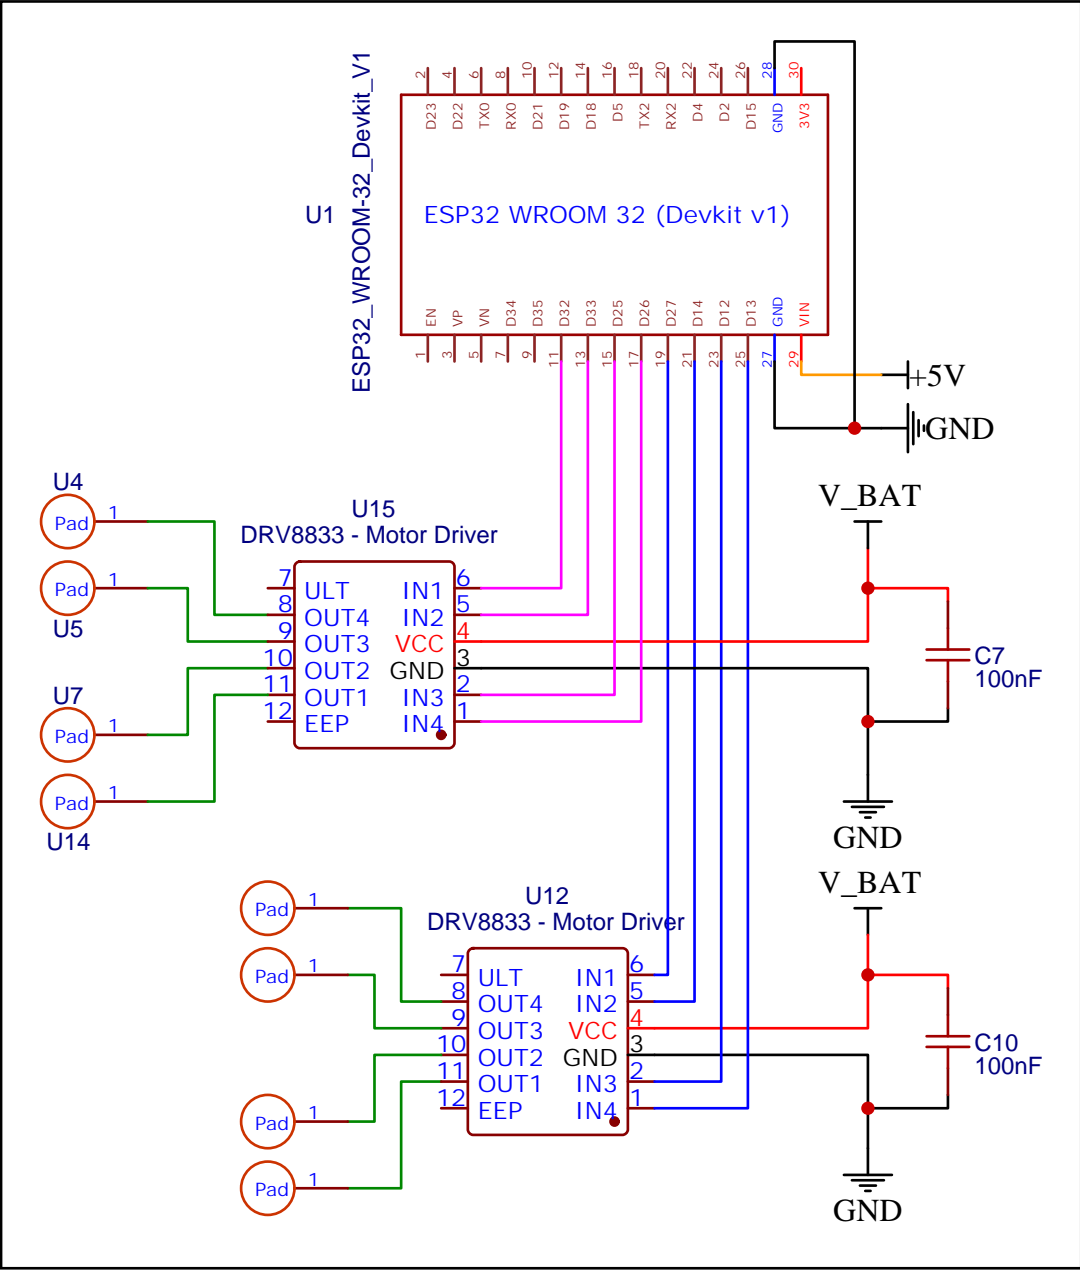 2
4
6
8
10
12
14
16
18
20
22
24
26
28
30
D23
D22
TX0
RX0
D21
D19
D18
D5
TX2
RX2
D4
D2
D15
GND
3V3
U1
ESP32_WROOM-32_Devkit_V1
ESP32 WROOM 32 (Devkit v1)
EN
VP
VN
D34
D35
D32
D33
D25
D26
D27
D14
D12
D13
GND
VIN
1
3
5
7
9
11
13
15
17
19
21
23
25
27
29
+5V
GND
V_BAT
U4
Pad 1
Pad 1
U5
U7
Pad 1
Pad 1
U14
U15
DRV8833 - Motor Driver
7 ULT IN1 6
8 OUT4 IN2 5
9 OUT3 VCC 4
10 OUT2 GND 3
11 OUT1 IN3 2
12 EEP IN4 1
C7
100nF
GND
V_BAT
Pad 1
Pad 1
Pad 1
Pad 1
U12
DRV8833 - Motor Driver
7 ULT IN1 6
8 OUT4 IN2 5
9 OUT3 VCC 4
10 OUT2 GND 3
11 OUT1 IN3 2
12 EEP IN4 1
C10
100nF
GND